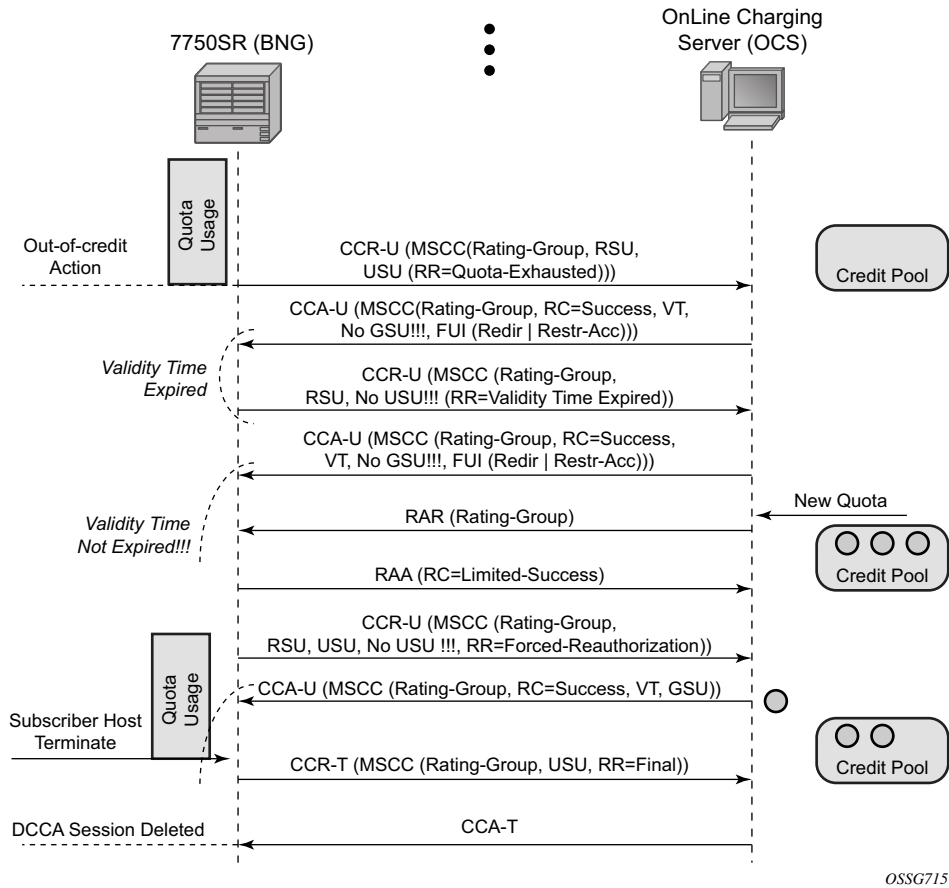 7750SR (BNG)
OnLine Charging
Server (OCS)
Quota
Usage
Out-of-credit
Action
CCR-U (MSCC(Rating-Group, RSU,
USU (RR=Quota-Exhausted)))
Credit Pool
CCA-U (MSCC(Rating-Group, RC=Success, VT,
No GSU!!!, FUI (Redir | Restr-Acc)))
Validity Time
Expired
CCR-U (MSCC (Rating-Group,
RSU, No USU!!! (RR=Validity Time Expired))
CCA-U (MSCC (Rating-Group, RC=Success,
VT, No GSU!!!, FUI (Redir | Restr-Acc)))
New Quota
RAR (Rating-Group)
Validity Time
Not Expired!!!
Credit Pool
RAA (RC=Limited-Success)
CCR-U (MSCC (Rating-Group,
RSU, USU, No USU !!!, RR=Forced-Reauthorization))
Quota
Usage
CCA-U (MSCC (Rating-Group, RC=Success, VT, GSU))
Subscriber Host
Terminate
CCR-T (MSCC (Rating-Group, USU, RR=Final))
Credit Pool
DCCA Session Deleted
CCA-T
OSSG715